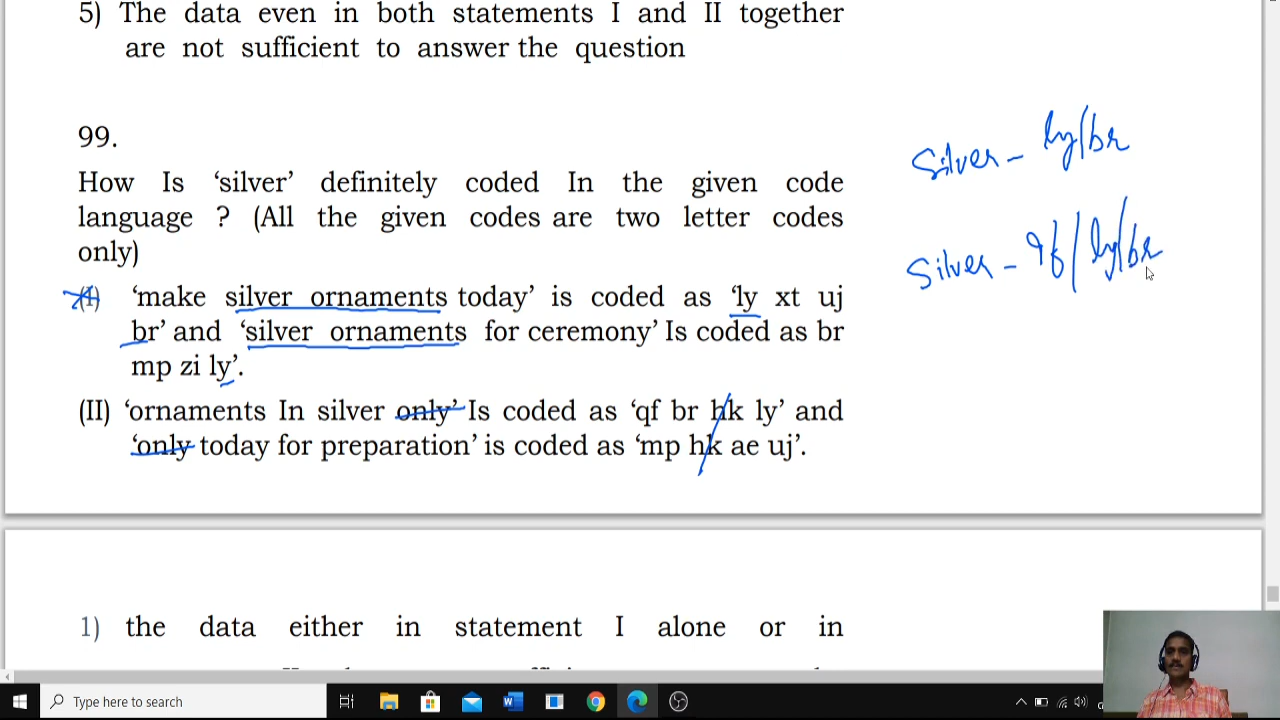 5) The data even in both statements I and II together
are not sufficient to answer the question
99.
How Is ‘silver’ definitely coded In the given code
language ? (All the given codes are two letter codes
only)
(I) ‘make silver ornaments today’ is coded as ‘ly xt uj
br’ and ‘silver ornaments for ceremony’ Is coded as br
mp zi ly’.
(II) ‘ornaments In silver only’ Is coded as ‘qf br hk ly’ and
‘only today for preparation’ is coded as ‘mp hk ae uj’.
Silver - ly/br
Silver - qf/ly/br
1) the data either in statement I alone or in
Type here to search